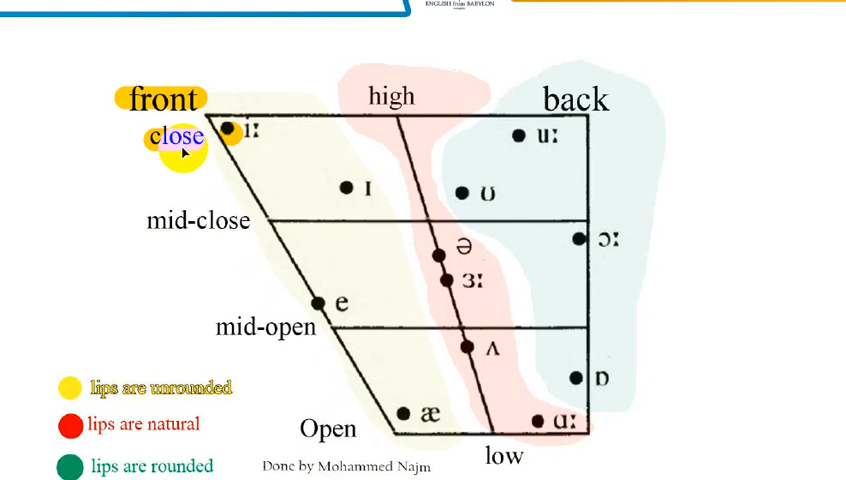 ENGLISH from BABYLON
front
high
back
close
iː
uː
ɪ
ʊ
mid-close
ə
ɔː
ɜː
e
mid-open
ʌ
ɒ
lips are unrounded
æ
ɑː
lips are natural
Open
low
lips are rounded
Done by Mohammed Najm